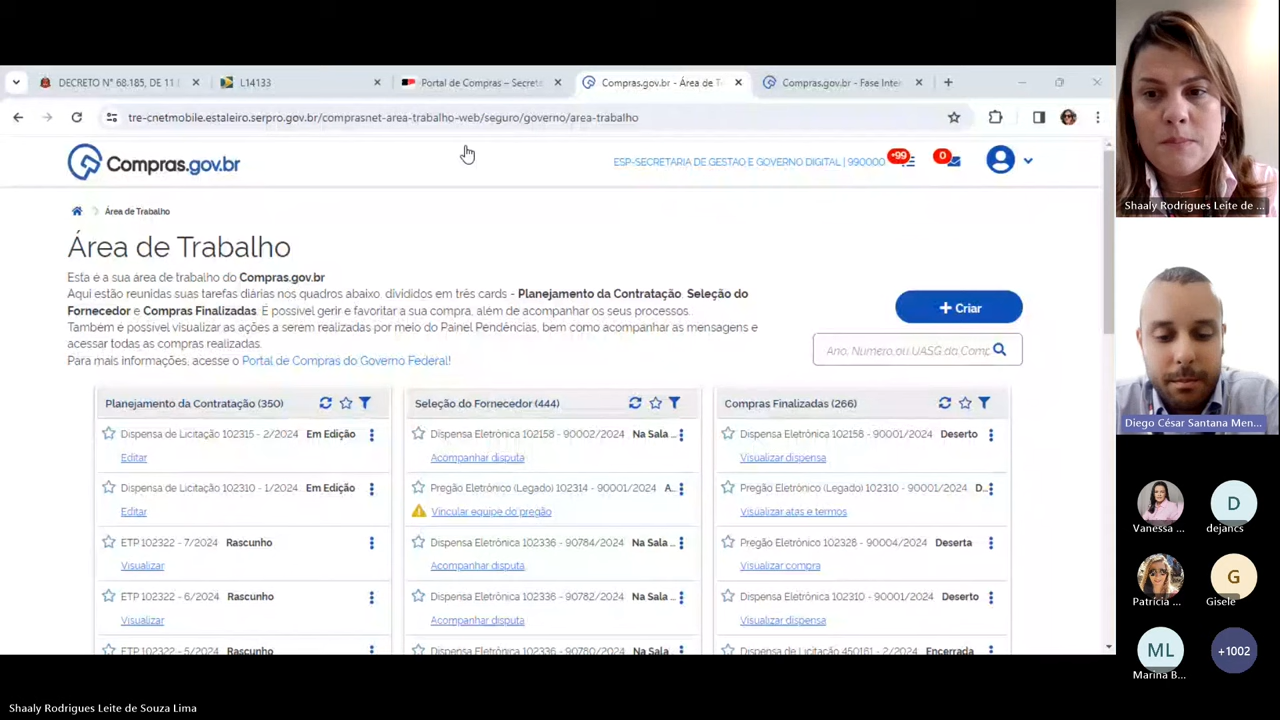 DECRETO N° 68.185, DE 11
L14133
Portal de Compras – Secreta
Compras.gov.br - Área de T
Compras.gov.br - Fase Inter
tre-cnetmobile.estaleiro.serpro.gov.br/comprasnet-area-trabalho-web/seguro/governo/area-trabalho
Compras.gov.br
ESP-SECRETARIA DE GESTAO E GOVERNO DIGITAL | 990000
+99
0
Área de Trabalho
Área de Trabalho
Esta é a sua área de trabalho do Compras.gov.br
Aqui estão reunidas suas tarefas diárias nos quadros abaixo, divididos em três cards - Planejamento da Contratação, Seleção do
Fornecedor e Compras Finalizadas. É possível gerir e favoritar a sua compra, além de acompanhar os seus processos.
Também é possível visualizar as ações a serem realizadas por meio do Painel Pendências, bem como acompanhar as mensagens e
acessar todas as compras realizadas.
Para mais informações, acesse o Portal de Compras do Governo Federal!
Criar
Ano, Número, ou UASG da Comp
Planejamento da Contratação (350)
Dispensa de Licitação 102315 - 2/2024 Em Edição
Editar
Dispensa de Licitação 102310 - 1/2024 Em Edição
Editar
ETP 102322 - 7/2024 Rascunho
Visualizar
ETP 102322 - 6/2024 Rascunho
Visualizar
ETP 102322 - 5/2024 Rascunho
Seleção do Fornecedor (444)
Dispensa Eletrônica 102158 - 90002/2024 Na Sala ...
Acompanhar disputa
Pregão Eletrônico (Legado) 102314 - 90001/2024 A...
Vincular equipe do pregão
Dispensa Eletrônica 102336 - 90784/2024 Na Sala ...
Acompanhar disputa
Dispensa Eletrônica 102336 - 90782/2024 Na Sala ...
Acompanhar disputa
Dispensa Eletrônica 102336 - 90780/2024 Na Sala ...
Compras Finalizadas (266)
Dispensa Eletrônica 102158 - 90001/2024 Deserto
Visualizar dispensa
Pregão Eletrônico (Legado) 102310 - 90001/2024 D...
Visualizar atas e termos
Pregão Eletrônico 102326 - 90004/2024 Deserta
Visualizar compra
Dispensa Eletrônica 102310 - 90001/2024 Deserto
Visualizar dispensa
Dispensa de Licitação 450161 - 2/2024 Encerrada
Shaaly Rodrigues Leite de ...
Diego César Santana Men...
Vanessa ...
D
dejancs
Patrícia ...
G
Gisele
ML
Marina B...
+1002
Shaaly Rodrigues Leite de Souza Lima